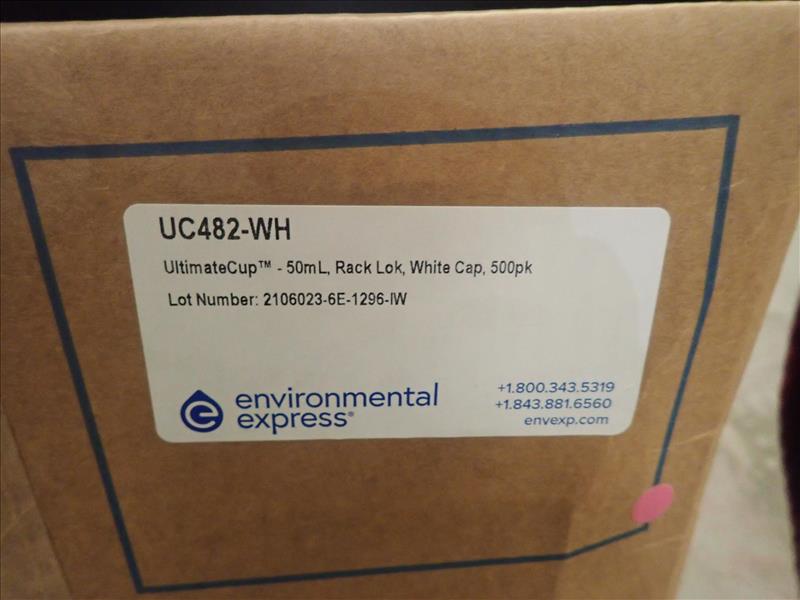 UC482-WH
UltimateCup™ - 50mL, Rack Lok, White Cap, 500pk
Lot Number: 2106023-6E-1296-IW
environmental
express®
+1.800.343.5319
+1.843.881.6560
envexp.com